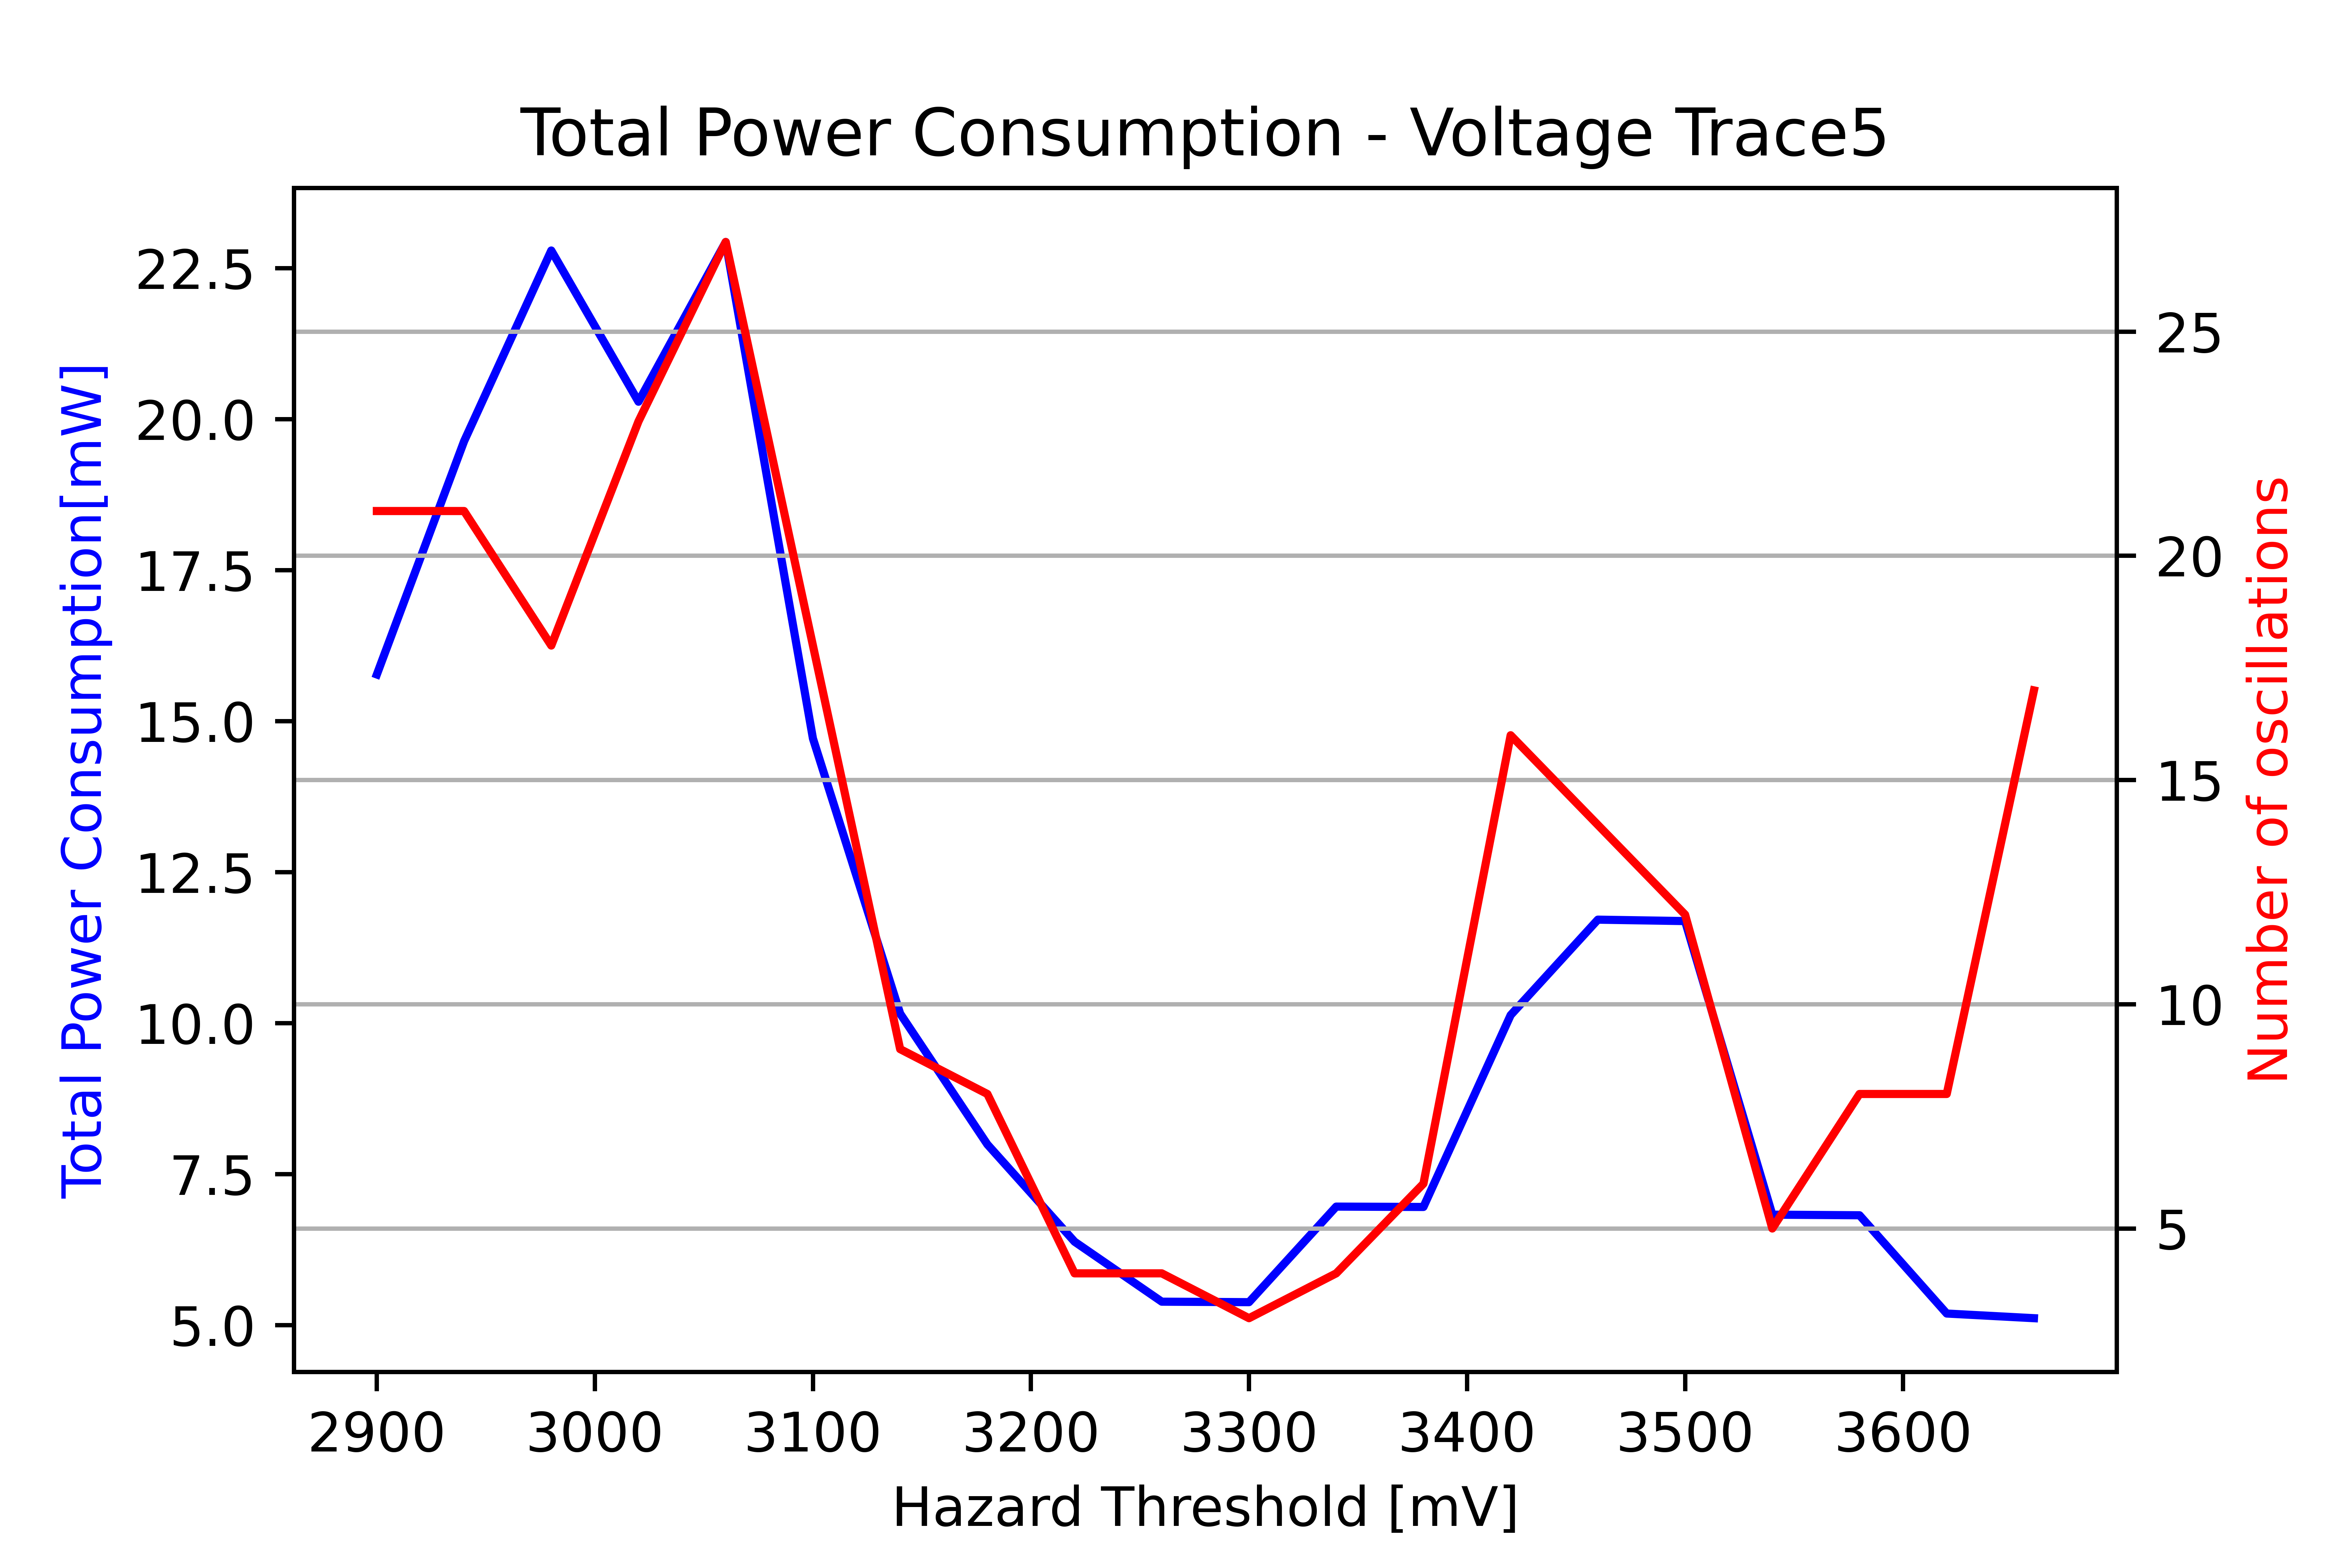 Total Power Consumption - Voltage Trace5
Total Power Consumption[mW]
22.5
20.0
17.5
15.0
12.5
10.0
7.5
5.0
25
20
15
10
5
Number of oscillations
2900 3000 3100 3200 3300 3400 3500 3600
Hazard Threshold [mV]